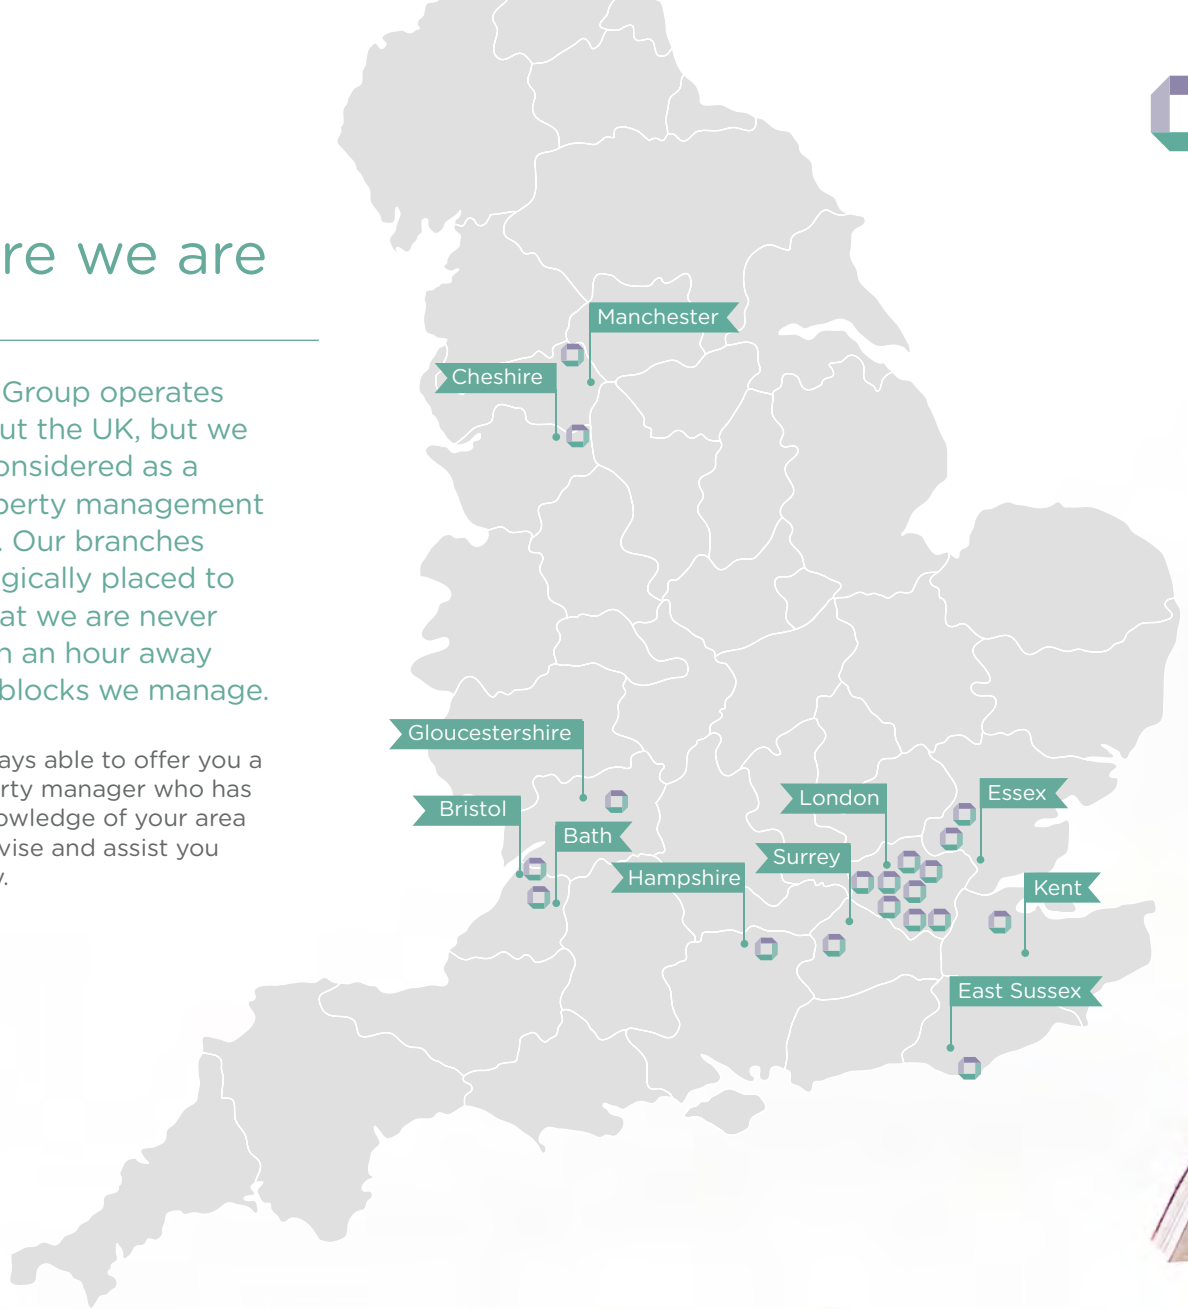 re we are
Group operates
ut the UK, but we
onsidered as a
perty management
. Our branches
gically placed to
at we are never
n an hour away
blocks we manage.
ays able to offer you a
rty manager who has
owledge of your area
vise and assist you
y.
Manchester
Cheshire
Gloucestershire
Bristol
Bath
Hampshire
Surrey
London
Essex
Kent
East Sussex